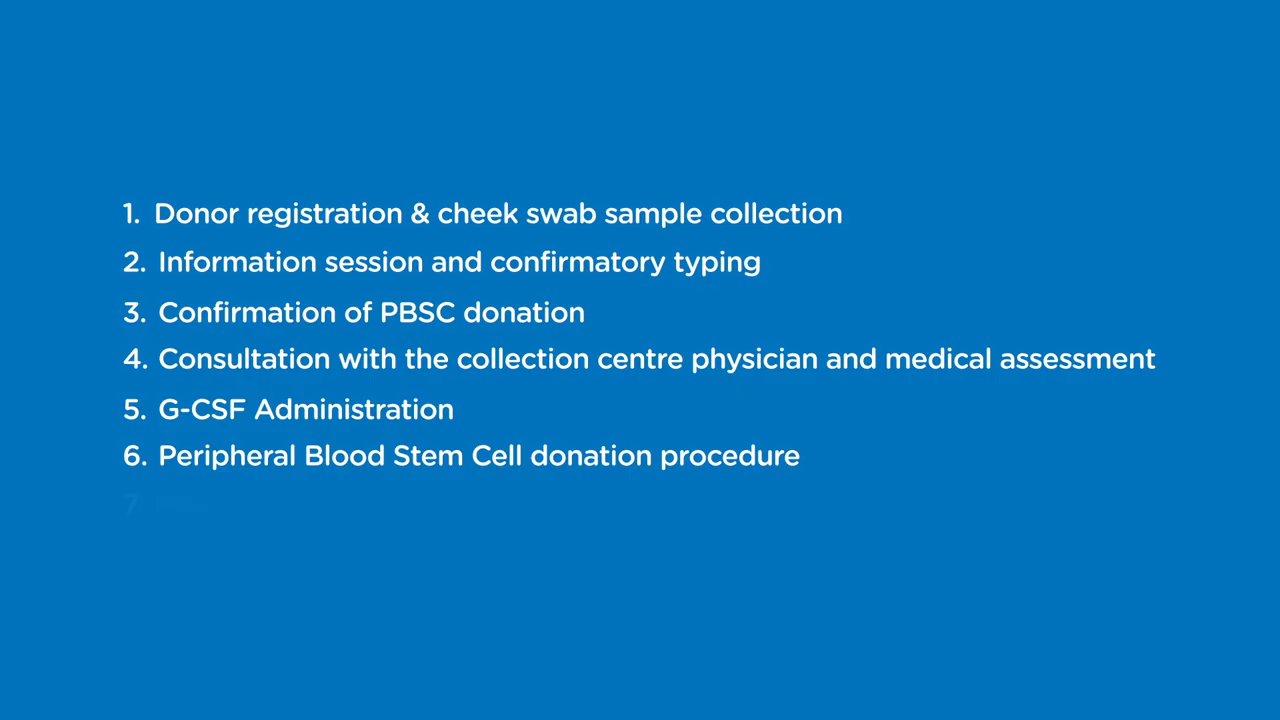 1. Donor registration & cheek swab sample collection
2. Information session and confirmatory typing
3. Confirmation of PBSC donation
4. Consultation with the collection centre physician and medical assessment
5. G-CSF Administration
6. Peripheral Blood Stem Cell donation procedure
7